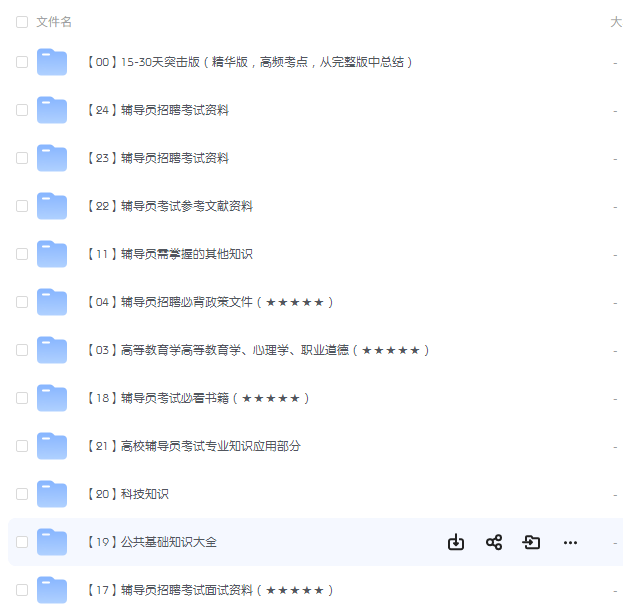 文件名 大
【00】15-30天突击版（精华版，高频考点，从完整版中总结） -
【24】辅导员招聘考试资料 -
【23】辅导员招聘考试资料 -
【22】辅导员考试参考文献资料 -
【11】辅导员需掌握的其他知识 -
【04】辅导员招聘必背政策文件（★★★★★） -
【03】高等教育学高等教育学、心理学、职业道德（★★★★★） -
【18】辅导员考试必看书籍（★★★★★） -
【21】高校辅导员考试专业知识应用部分 -
【20】科技知识 -
【19】公共基础知识大全 -
【17】辅导员招聘考试面试资料（★★★★★） -